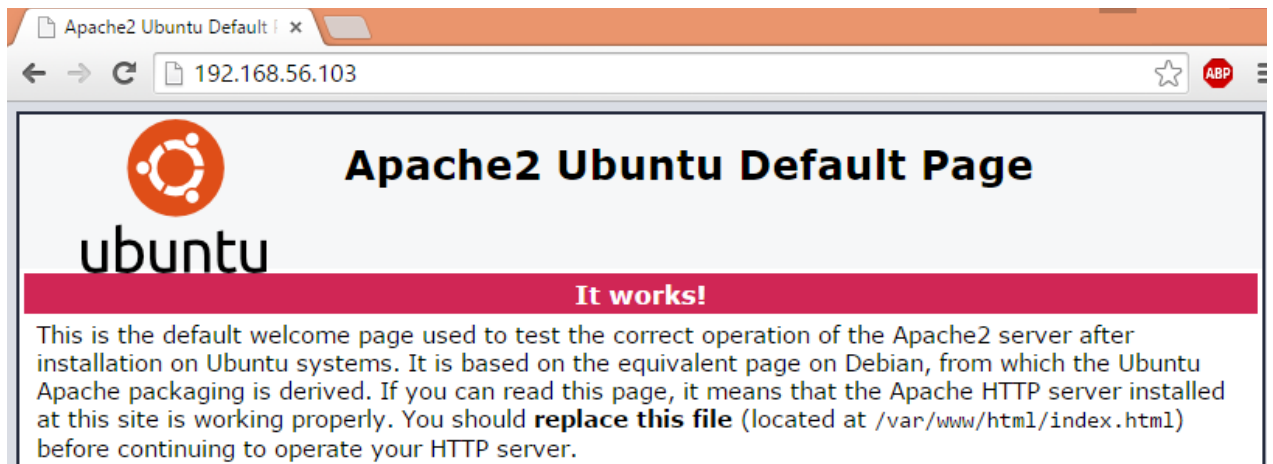 Apache2 Ubuntu Default
192.168.56.103
ABP
ubuntu
Apache2 Ubuntu Default Page
It works!
This is the default welcome page used to test the correct operation of the Apache2 server after
installation on Ubuntu systems. It is based on the equivalent page on Debian, from which the Ubuntu
Apache packaging is derived. If you can read this page, it means that the Apache HTTP server installed
at this site is working properly. You should replace this file (located at /var/www/html/index.html)
before continuing to operate your HTTP server.